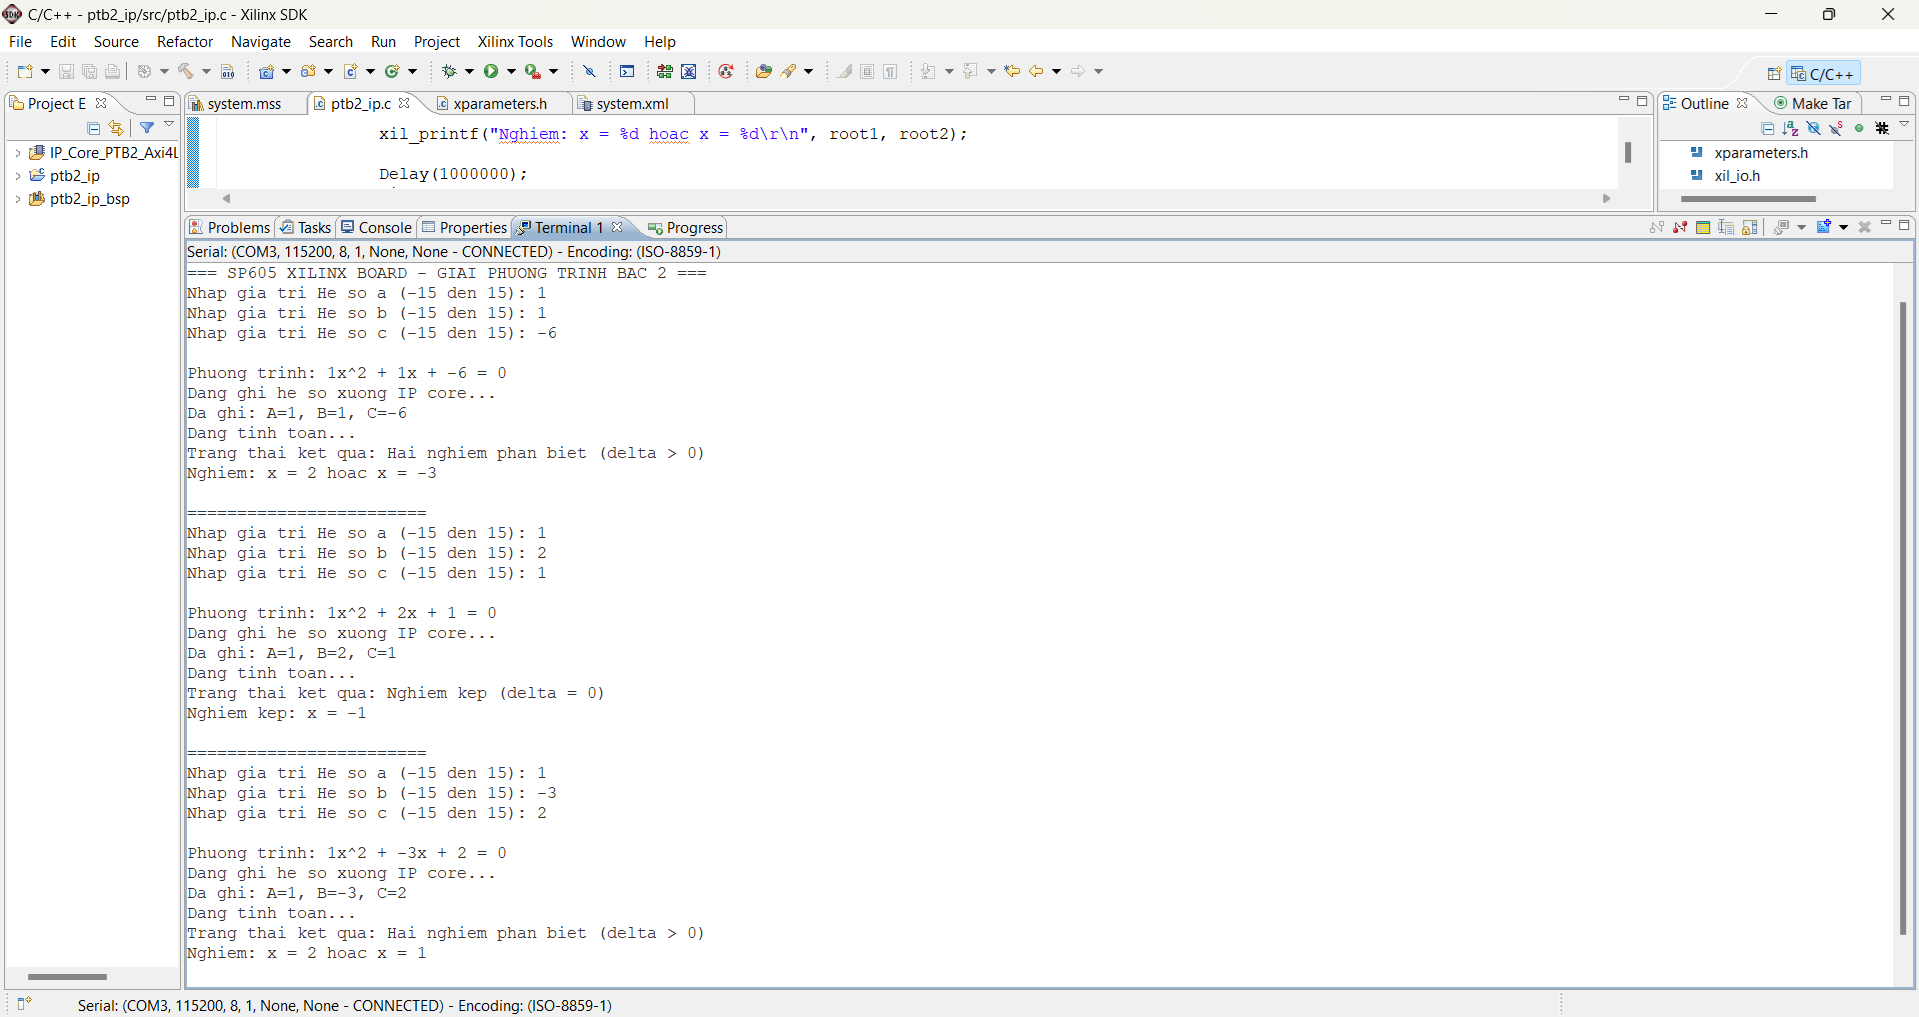 C/C++ - ptb2_ip/src/ptb2_ip.c - Xilinx SDK
File Edit Source Refactor Navigate Search Run Project Xilinx Tools Window Help
C/C++
Project E
IP_Core_PTB2_Axi4L
ptb2_ip
ptb2_ip_bsp
system.mss ptb2_ip.c xparameters.h system.xml
xil_printf("Nghiem: x = %d hoac x = %d\r\n", root1, root2);
Delay(1000000);
Outline Make Tar
xparameters.h
xil_io.h
Problems Tasks Console Properties Terminal 1 Progress
Serial: (COM3, 115200, 8, 1, None, None - CONNECTED) - Encoding: (ISO-8859-1)
=== SP605 XILINX BOARD - GIAI PHUONG TRINH BAC 2 ===
Nhap gia tri He so a (-15 den 15): 1
Nhap gia tri He so b (-15 den 15): 1
Nhap gia tri He so c (-15 den 15): -6
Phuong trinh: 1x^2 + 1x + -6 = 0
Dang ghi he so xuong IP core...
Da ghi: A=1, B=1, C=-6
Dang tinh toan...
Trang thai ket qua: Hai nghiem phan biet (delta > 0)
Nghiem: x = 2 hoac x = -3
========================
Nhap gia tri He so a (-15 den 15): 1
Nhap gia tri He so b (-15 den 15): 2
Nhap gia tri He so c (-15 den 15): 1
Phuong trinh: 1x^2 + 2x + 1 = 0
Dang ghi he so xuong IP core...
Da ghi: A=1, B=2, C=1
Dang tinh toan...
Trang thai ket qua: Nghiem kep (delta = 0)
Nghiem kep: x = -1
========================
Nhap gia tri He so a (-15 den 15): 1
Nhap gia tri He so b (-15 den 15): -3
Nhap gia tri He so c (-15 den 15): 2
Phuong trinh: 1x^2 + -3x + 2 = 0
Dang ghi he so xuong IP core...
Da ghi: A=1, B=-3, C=2
Dang tinh toan...
Trang thai ket qua: Hai nghiem phan biet (delta > 0)
Nghiem: x = 2 hoac x = 1
Serial: (COM3, 115200, 8, 1, None, None - CONNECTED) - Encoding: (ISO-8859-1)